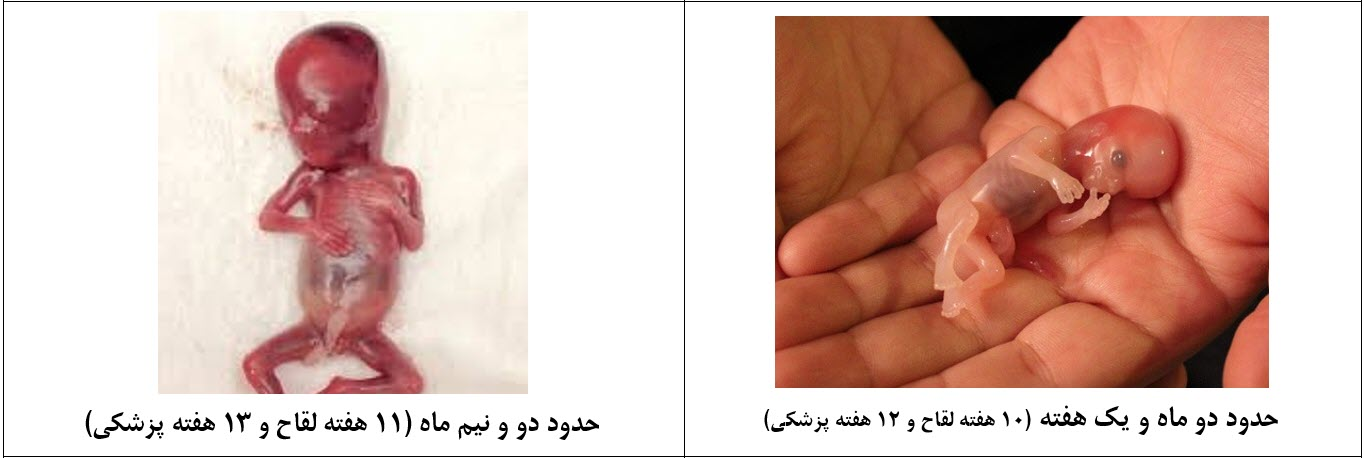 حدود دو ماه و یک هفته (۱۰ هفته لقاح و ۱۲ هفته پزشکی)
حدود دو و نیم ماه (۱۱ هفته لقاح و ۱۳ هفته پزشکی)